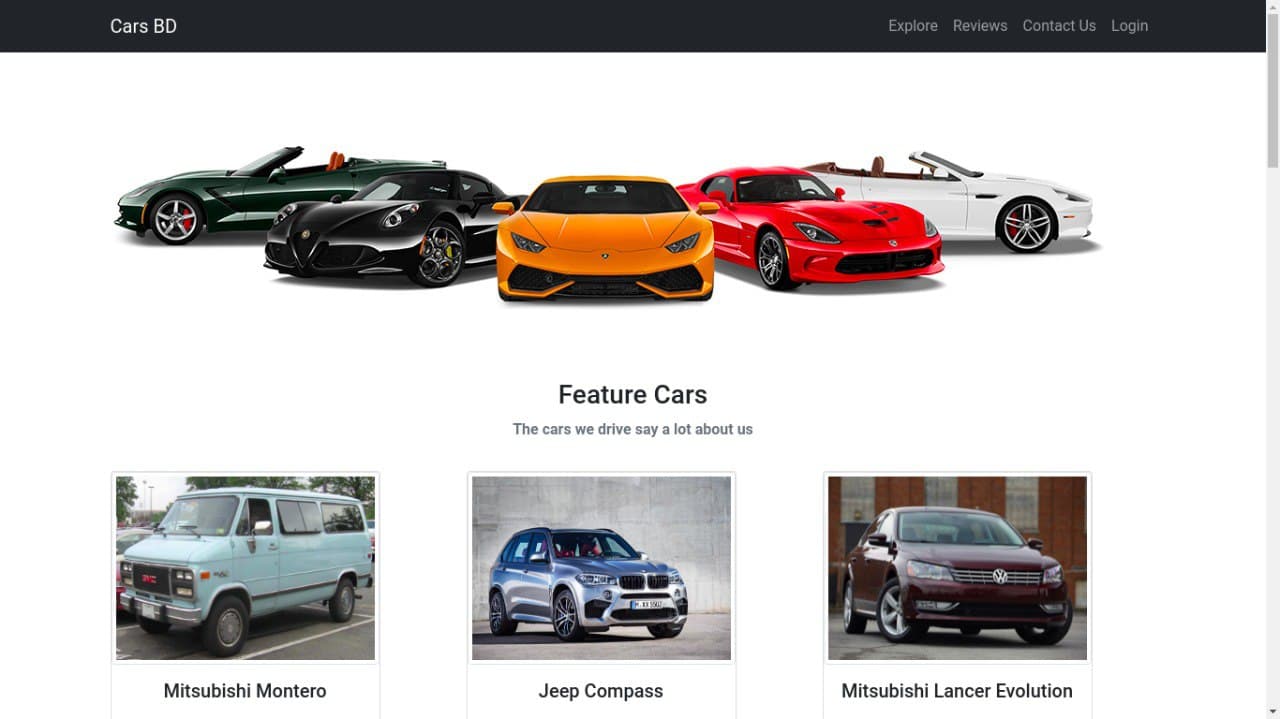 Cars BD
Explore Reviews Contact Us Login
Feature Cars
The cars we drive say a lot about us
GMC
Mitsubishi Montero
Jeep Compass
Mitsubishi Lancer Evolution